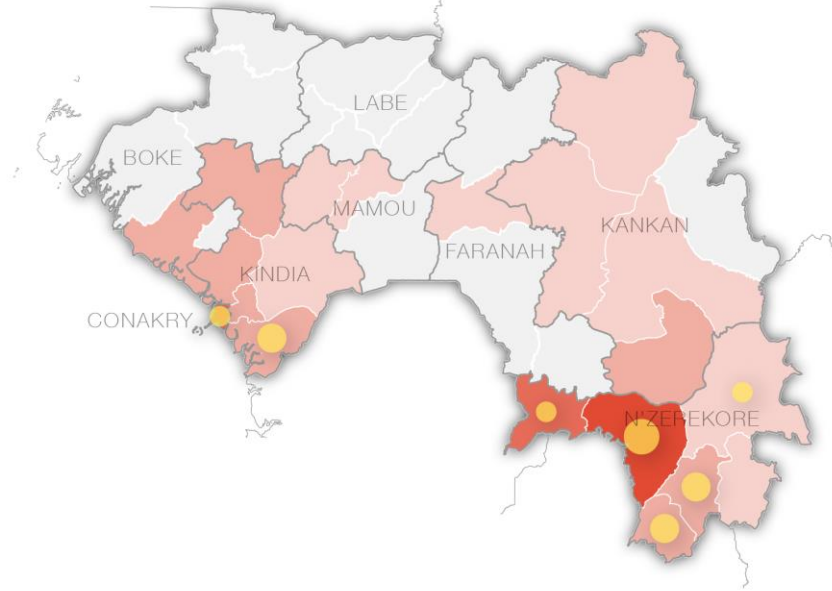 LABE
BOKE
MAMOU
KANKAN
FARANAH
KINDIA
CONAKRY
N'ZEREKORE